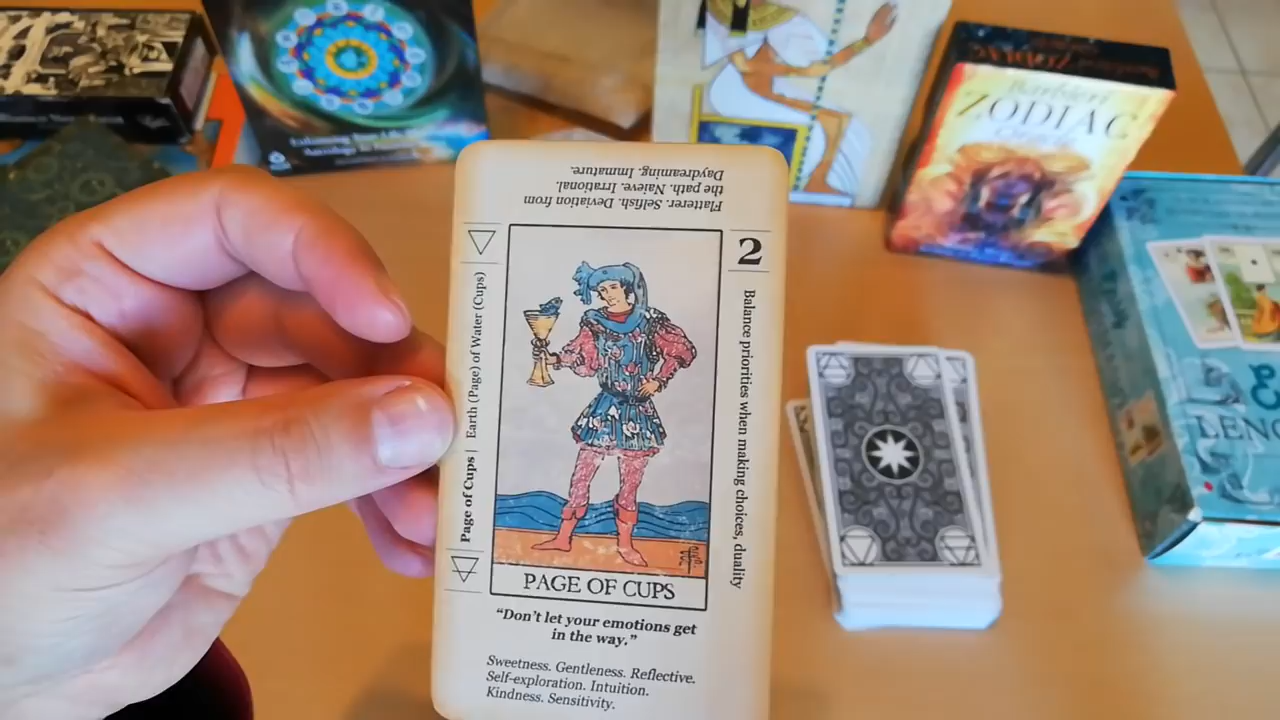 Flatterer. Selfish. Deviation from
the path. Naieve. Irrational.
Daydreaming. Immature.
2
Page of Cups | Earth (Page) of Water (Cups)
Balance priorities when making choices, duality
PAGE OF CUPS
“Don’t let your emotions get
in the way.”
Sweetness. Gentleness. Reflective.
Self-exploration. Intuition.
Kindness. Sensitivity.
ZODIAC
ZODIAC
&
LENO